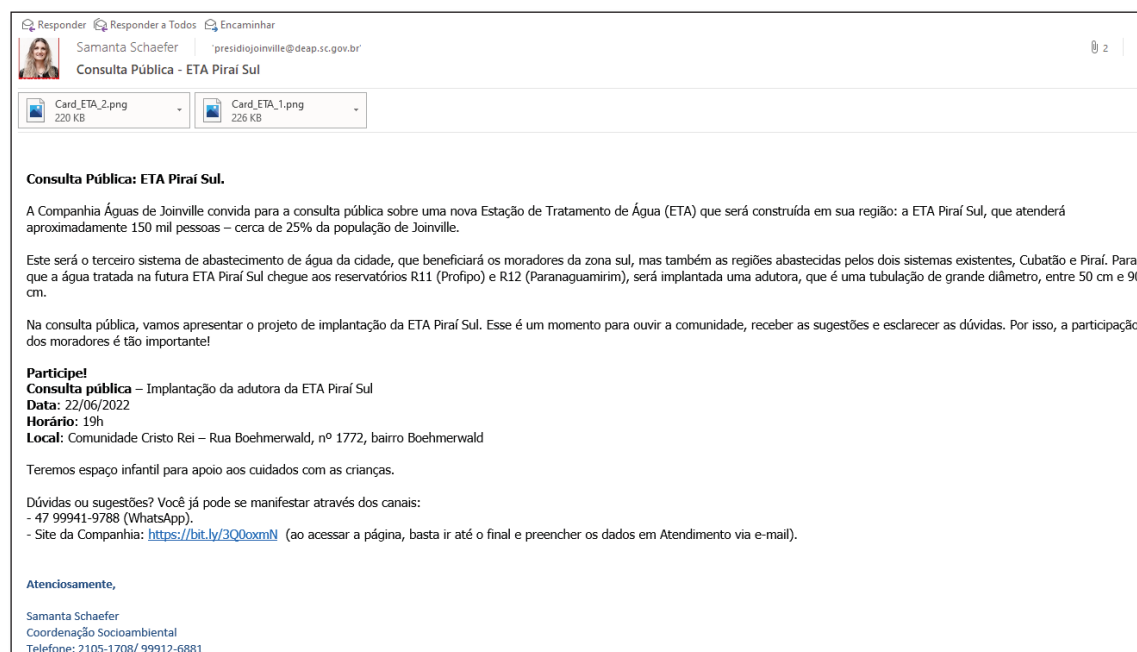 Responder Responder a Todos Encaminhar
Samanta Schaefer 'presidiojoinville@deap.sc.gov.br' 2
Consulta Pública - ETA Piraí Sul
Card_ETA_2.png Card_ETA_1.png
220 KB 226 KB
Consulta Pública: ETA Piraí Sul.
A Companhia Águas de Joinville convida para a consulta pública sobre uma nova Estação de Tratamento de Água (ETA) que será construída em sua região: a ETA Piraí Sul, que atenderá
aproximadamente 150 mil pessoas – cerca de 25% da população de Joinville.
Este será o terceiro sistema de abastecimento de água da cidade, que beneficiará os moradores da zona sul, mas também as regiões abastecidas pelos dois sistemas existentes, Cubatão e Piraí. Para
que a água tratada na futura ETA Piraí Sul chegue aos reservatórios R11 (Profipo) e R12 (Paranaguamirim), será implantada uma adutora, que é uma tubulação de grande diâmetro, entre 50 cm e 90
cm.
Na consulta pública, vamos apresentar o projeto de implantação da ETA Piraí Sul. Esse é um momento para ouvir a comunidade, receber as sugestões e esclarecer as dúvidas. Por isso, a participação
dos moradores é tão importante!
Participe!
Consulta pública – Implantação da adutora da ETA Piraí Sul
Data: 22/06/2022
Horário: 19h
Local: Comunidade Cristo Rei – Rua Boehmerwald, nº 1772, bairro Boehmerwald
Teremos espaço infantil para apoio aos cuidados com as crianças.
Dúvidas ou sugestões? Você já pode se manifestar através dos canais:
- 47 99941-9788 (WhatsApp).
- Site da Companhia: https://bit.ly/3Q0oxmN (ao acessar a página, basta ir até o final e preencher os dados em Atendimento via e-mail).
Atenciosamente,
Samanta Schaefer
Coordenação Socioambiental
Telefone: 2105-1708/ 99912-6881